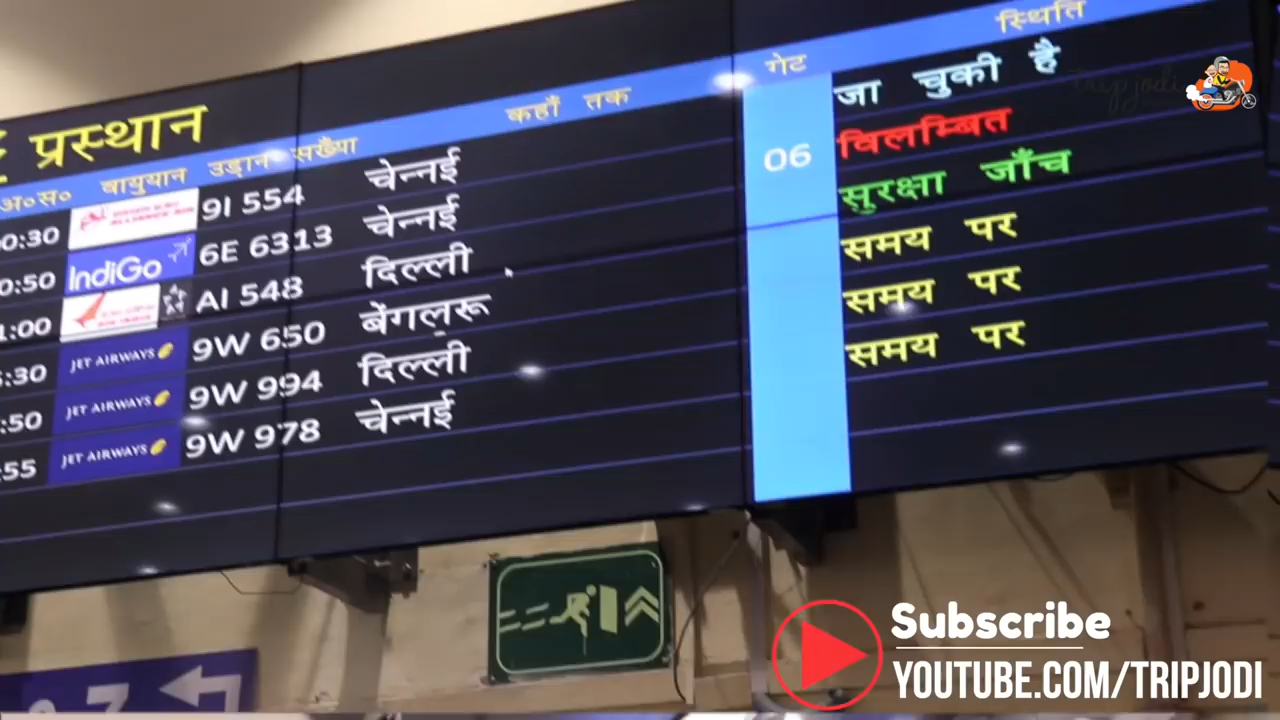 प्रस्थान
अ०स० वायुयान उड़ान कहाँ तक गेट स्थिति
0:30 9I 554 चेन्नई जा चुकी है
0:50 IndiGo 6E 6313 चेन्नई 06 विलम्बित
1:00 AI 548 दिल्ली सुरक्षा जाँच
:30 JET AIRWAYS 9W 650 बेंगलूरू समय पर
:50 JET AIRWAYS 9W 994 दिल्ली समय पर
:55 JET AIRWAYS 9W 978 चेन्नई समय पर
tripjodi
Subscribe
YOUTUBE.COM/TRIPJODI